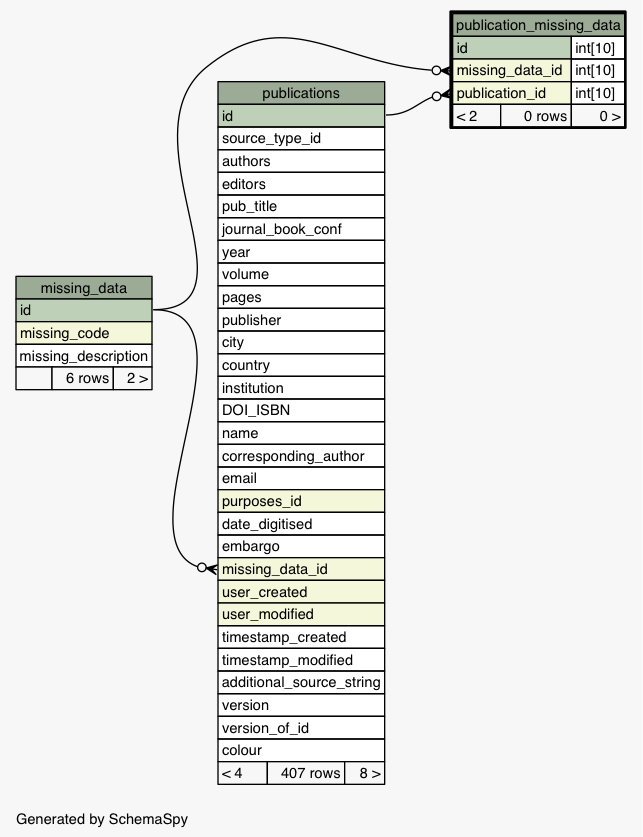 publication_missing_data
id int[10]
missing_data_id int[10]
publication_id int[10]
< 2 0 rows 0 >
publications
id
source_type_id
authors
editors
pub_title
journal_book_conf
year
volume
pages
publisher
city
country
institution
DOI_ISBN
name
corresponding_author
email
purposes_id
date_digitised
embargo
missing_data_id
user_created
user_modified
timestamp_created
timestamp_modified
additional_source_string
version
version_of_id
colour
< 4 407 rows 8 >
missing_data
id
missing_code
missing_description
6 rows 2 >
Generated by SchemaSpy